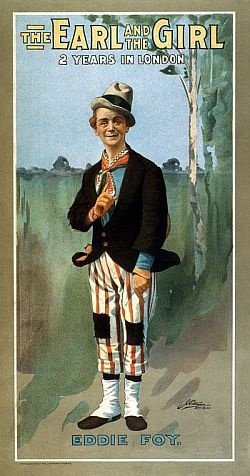 THE EARL AND THE GIRL
2 YEARS IN LONDON
EDDIE FOY.